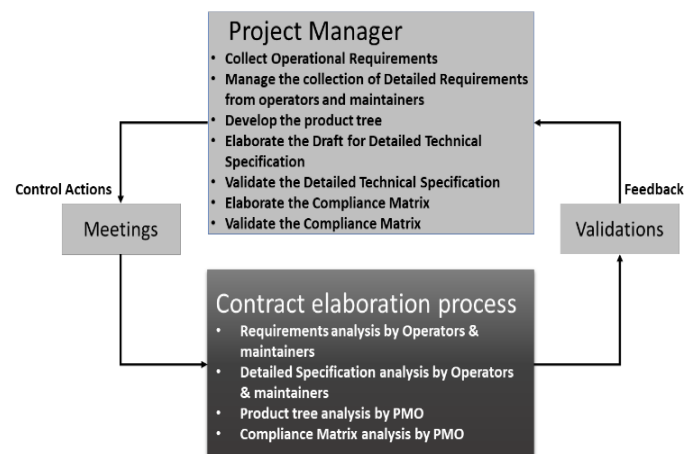 Project Manager
• Collect Operational Requirements
• Manage the collection of Detailed Requirements
from operators and maintainers
• Develop the product tree
• Elaborate the Draft for Detailed Technical
Specification
• Validate the Detailed Technical Specification
• Elaborate the Compliance Matrix
• Validate the Compliance Matrix
Control Actions
Feedback
Meetings
Validations
Contract elaboration process
• Requirements analysis by Operators &
maintainers
• Detailed Specification analysis by Operators
& maintainers
• Product tree analysis by PMO
• Compliance Matrix analysis by PMO